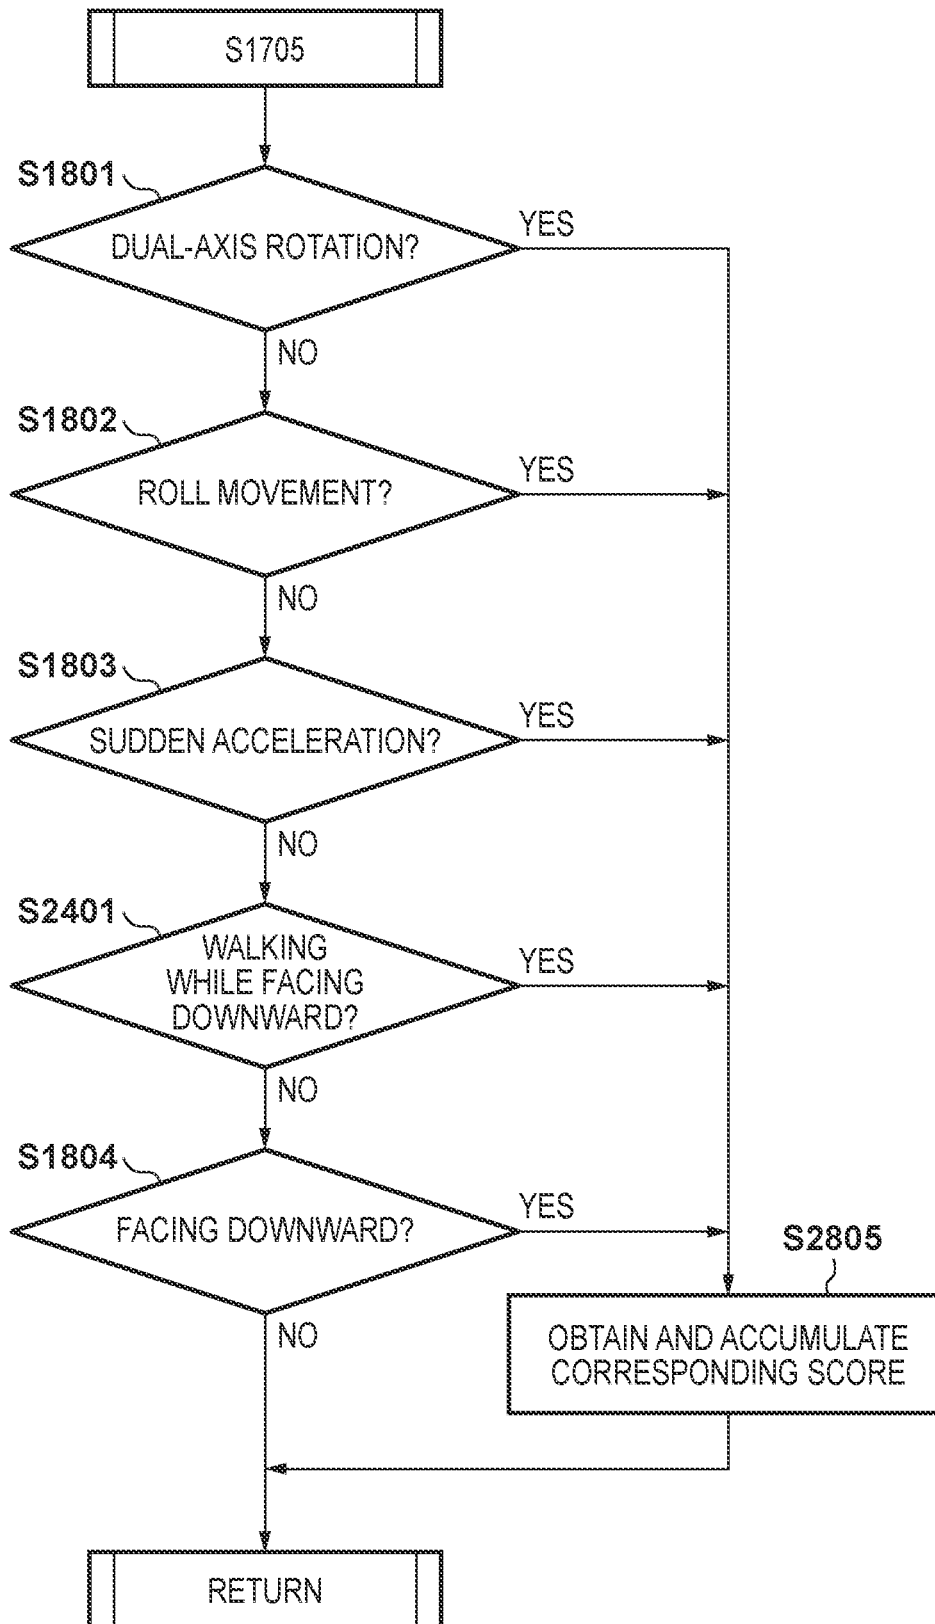 S1705
S1801
DUAL-AXIS ROTATION?
YES
NO
S1802
ROLL MOVEMENT?
YES
NO
S1803
SUDDEN ACCELERATION?
YES
NO
S2401
WALKING
WHILE FACING
DOWNWARD?
YES
NO
S1804
FACING DOWNWARD?
YES
NO
S2805
OBTAIN AND ACCUMULATE
CORRESPONDING SCORE
RETURN